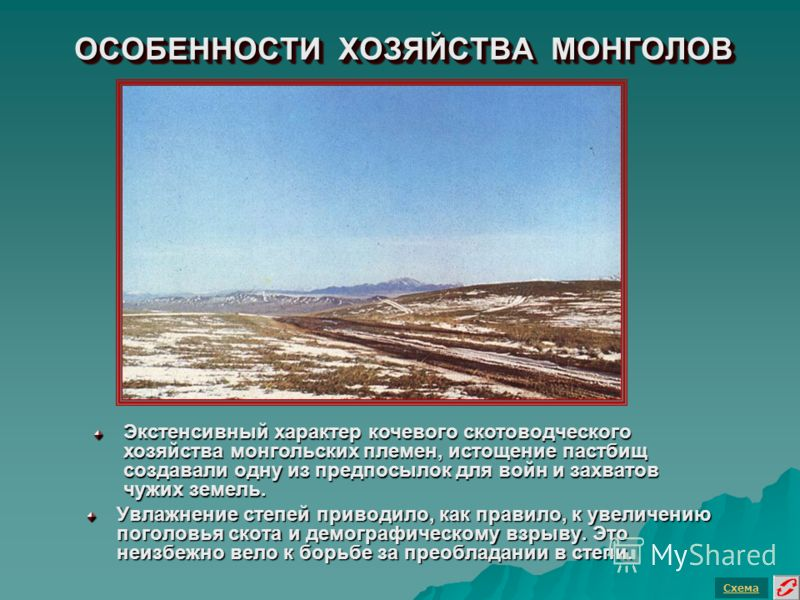 ОСОБЕННОСТИ ХОЗЯЙСТВА МОНГОЛОВ
Экстенсивный характер кочевого скотоводческого
хозяйства монгольских племен, истощение пастбищ
создавали одну из предпосылок для войн и захватов
чужих земель.
Увлажнение степей приводило, как правило, к увеличению
поголовья скота и демографическому взрыву. Это
неизбежно вело к борьбе за преобладании в степи.
MyShared
Схема